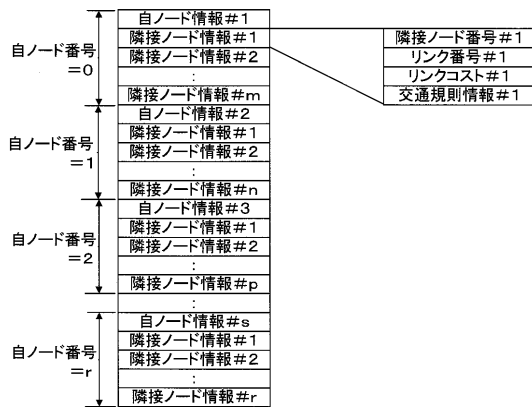 自ノード番号
=0
自ノード情報#1
隣接ノード情報#1
隣接ノード情報#2
:
隣接ノード情報#m
隣接ノード番号#1
リンク番号#1
リンクコスト#1
交通規則情報#1
自ノード番号
=1
自ノード情報#2
隣接ノード情報#1
隣接ノード情報#2
:
隣接ノード情報#n
自ノード番号
=2
自ノード情報#3
隣接ノード情報#1
隣接ノード情報#2
:
隣接ノード情報#p
:
自ノード番号
=r
自ノード情報#s
隣接ノード情報#1
隣接ノード情報#2
:
隣接ノード情報#r